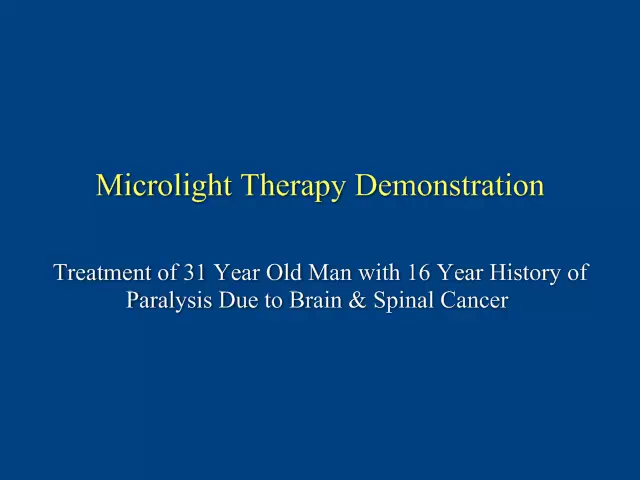 Microlight Therapy Demonstration
Treatment of 31 Year Old Man with 16 Year History of
Paralysis Due to Brain & Spinal Cancer